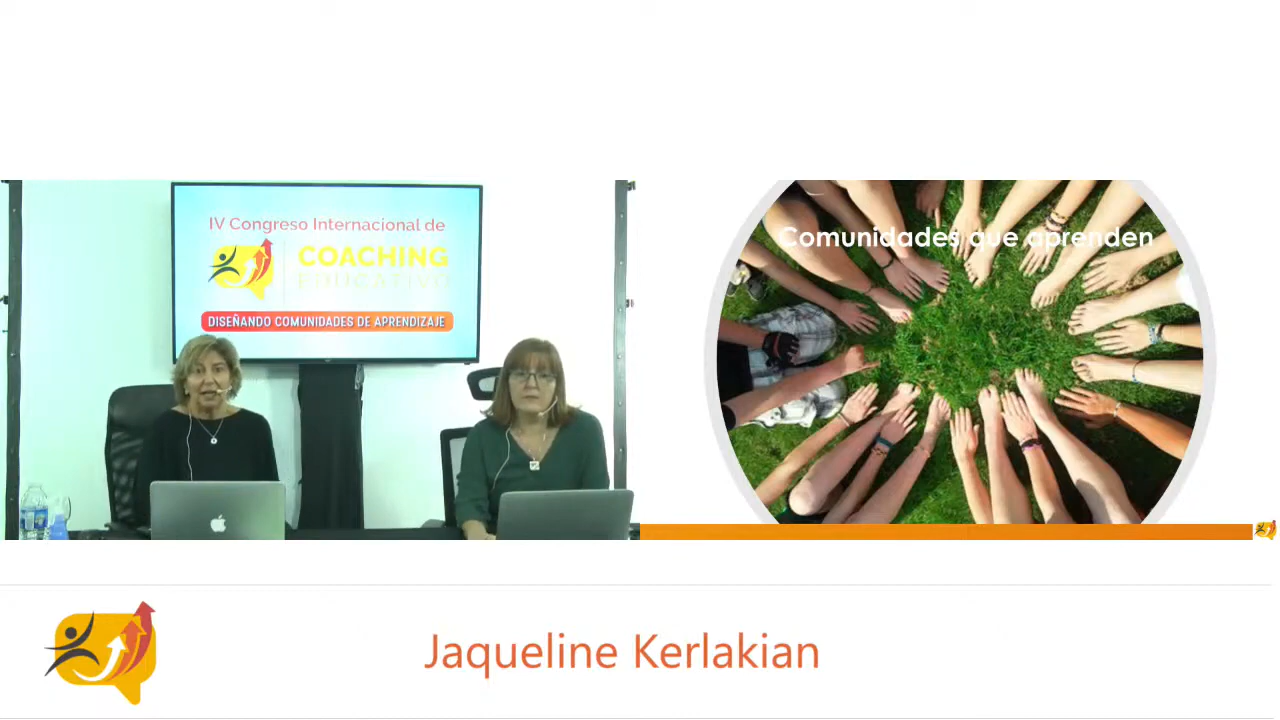 IV Congreso Internacional de
COACHING
EDUCATIVO
DISEÑANDO COMUNIDADES DE APRENDIZAJE
Comunidades que aprenden
Jaqueline Kerlakian